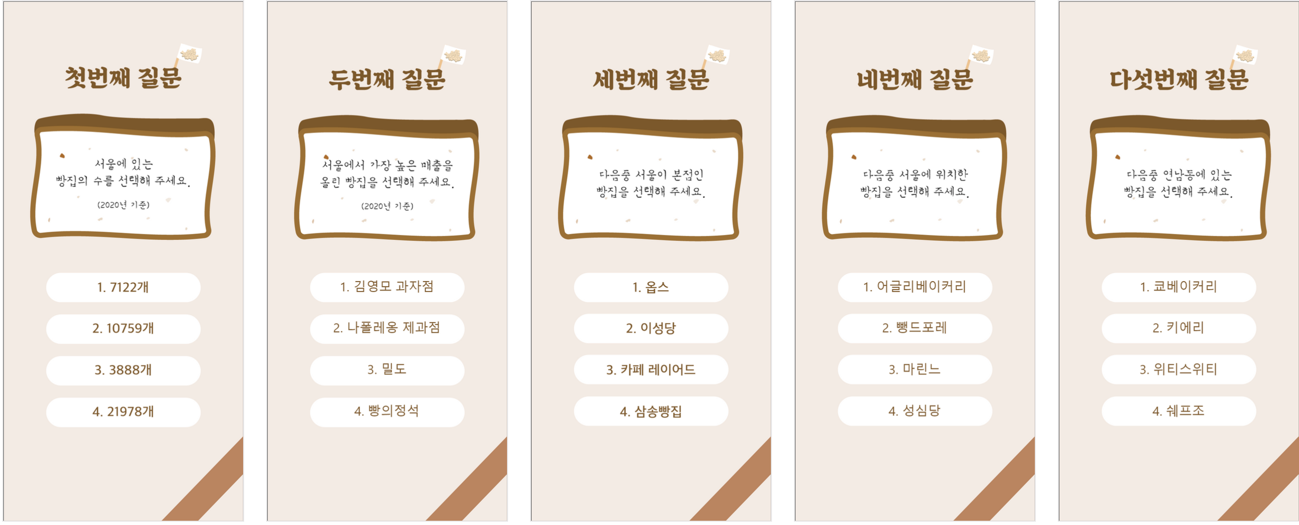 첫번째 질문
서울에 있는
빵집의 수를 선택해 주세요.
(2020년 기준)
1. 7122개
2. 10759개
3. 3888개
4. 21978개
두번째 질문
서울에서 가장 높은 매출을
올린 빵집을 선택해 주세요.
(2020년 기준)
1. 김영모 과자점
2. 나폴레옹 제과점
3. 밀도
4. 빵의정석
세번째 질문
다음중 서울이 본점인
빵집을 선택해 주세요.
1. 옵스
2. 이성당
3. 카페 레이어드
4. 삼송빵집
네번째 질문
다음중 서울에 위치한
빵집을 선택해 주세요.
1. 어글리베이커리
2. 뺑드포레
3. 마린느
4. 성심당
다섯번째 질문
다음중 연남동에 있는
빵집을 선택해 주세요.
1. 쿄베이커리
2. 키에리
3. 위티스위티
4. 쉐프조